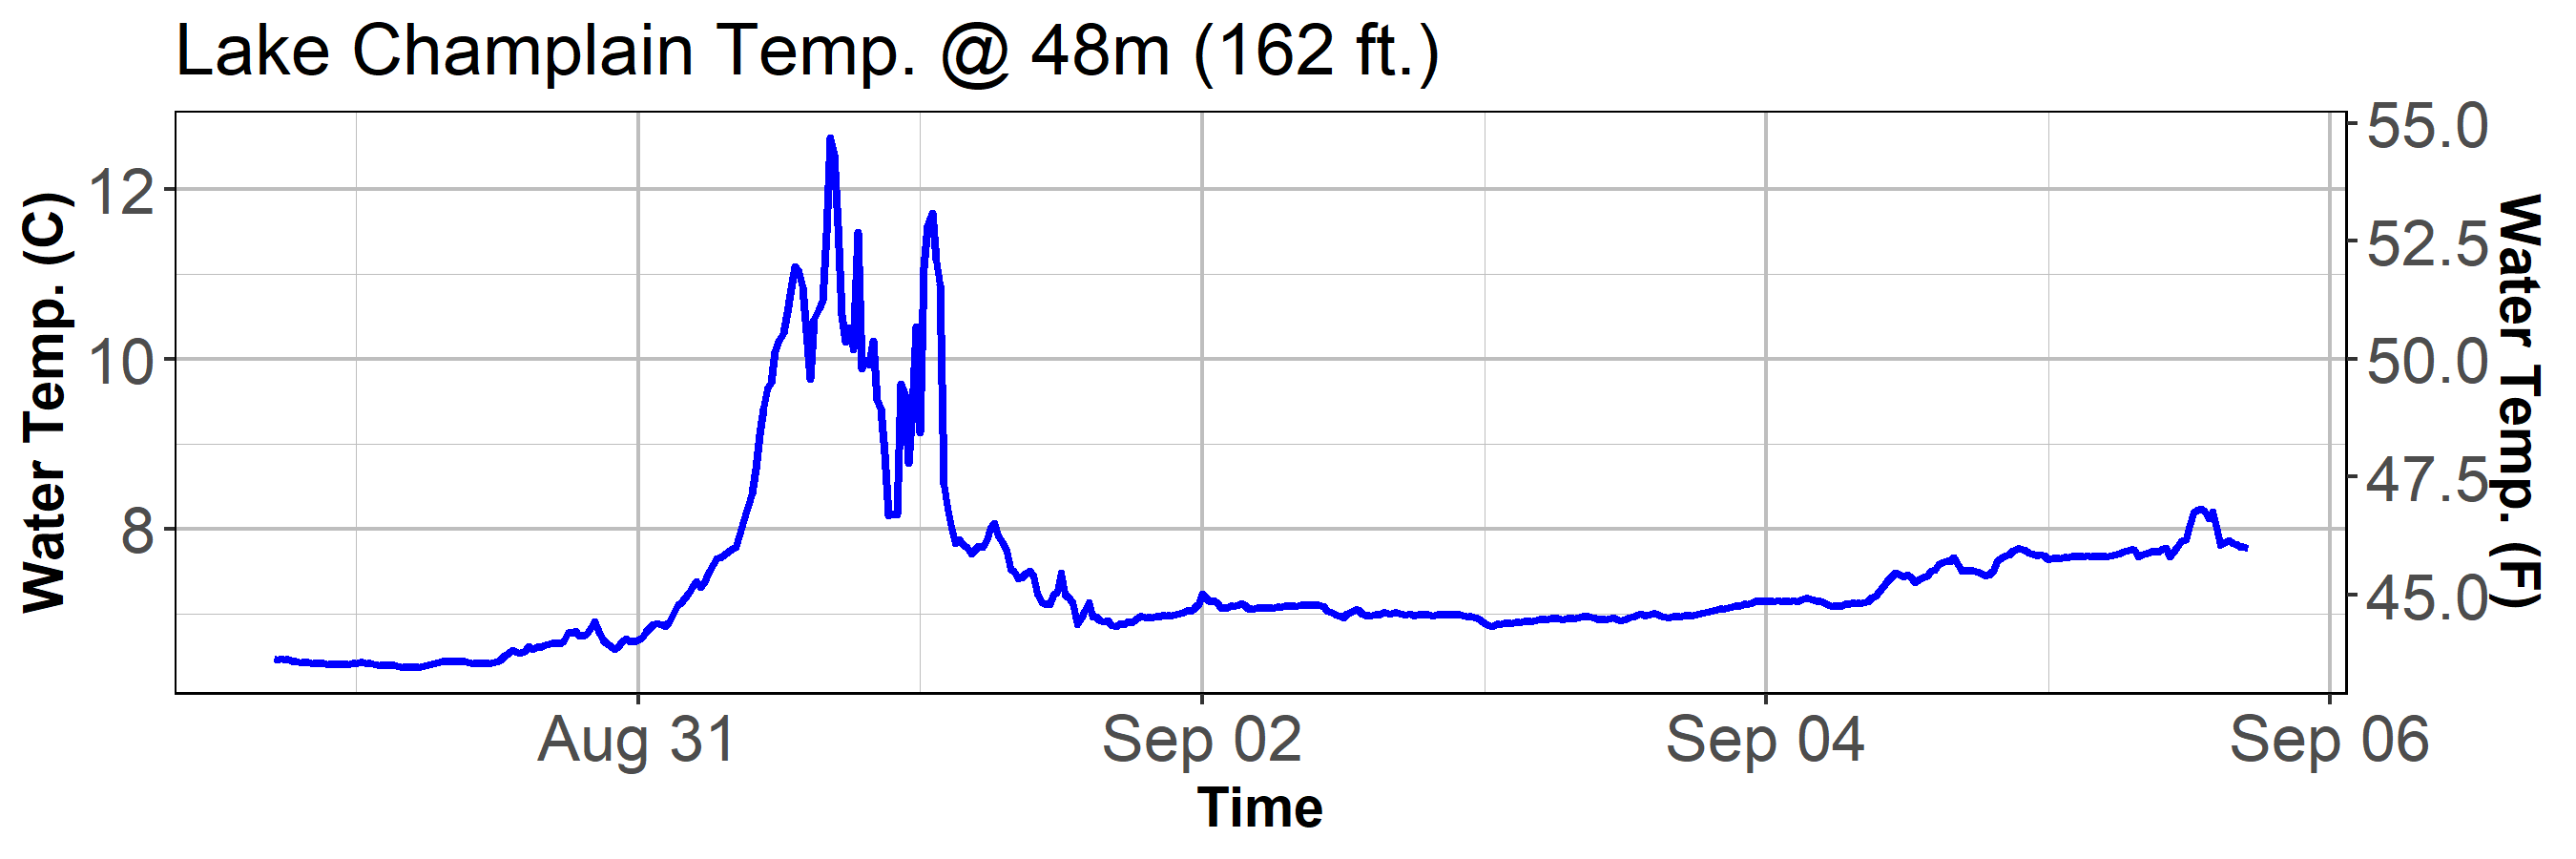 Lake Champlain Temp. @ 48m (162 ft.)
Water Temp. (C)
12
10
8
55.0
52.5
50.0
47.5
45.0
Water Temp. (F)
Aug 31
Sep 02
Sep 04
Sep 06
Time